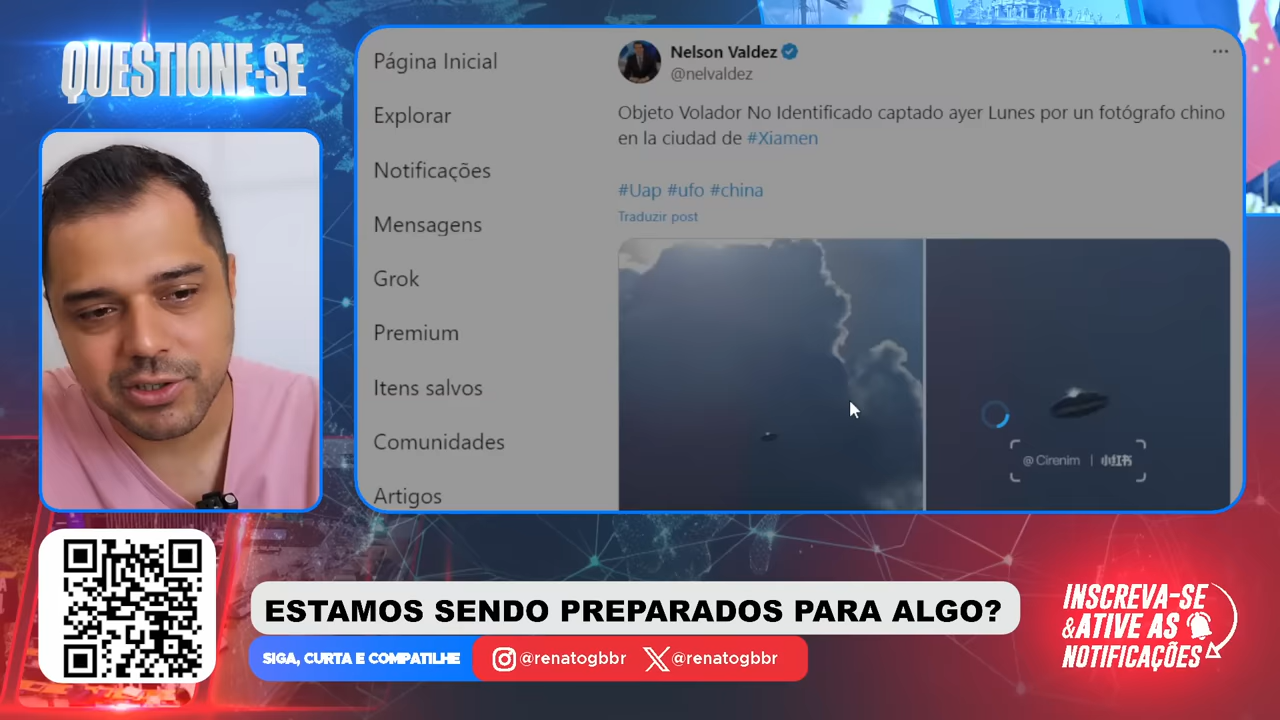 QUESTIONE-SE
Página Inicial
Explorar
Notificações
Mensagens
Grok
Premium
Itens salvos
Comunidades
Artigos
Nelson Valdez
@nelvaldez
Objeto Volador No Identificado captado ayer Lunes por un fotógrafo chino
en la ciudad de #Xiamen
#Uap #ufo #china
Traduzir post
@ Cirenim | 小红书
ESTAMOS SENDO PREPARADOS PARA ALGO?
SIGA, CURTA E COMPATILHE
@renatogbbr
@renatogbbr
INSCREVA-SE
&ATIVE AS
NOTIFICAÇÕES